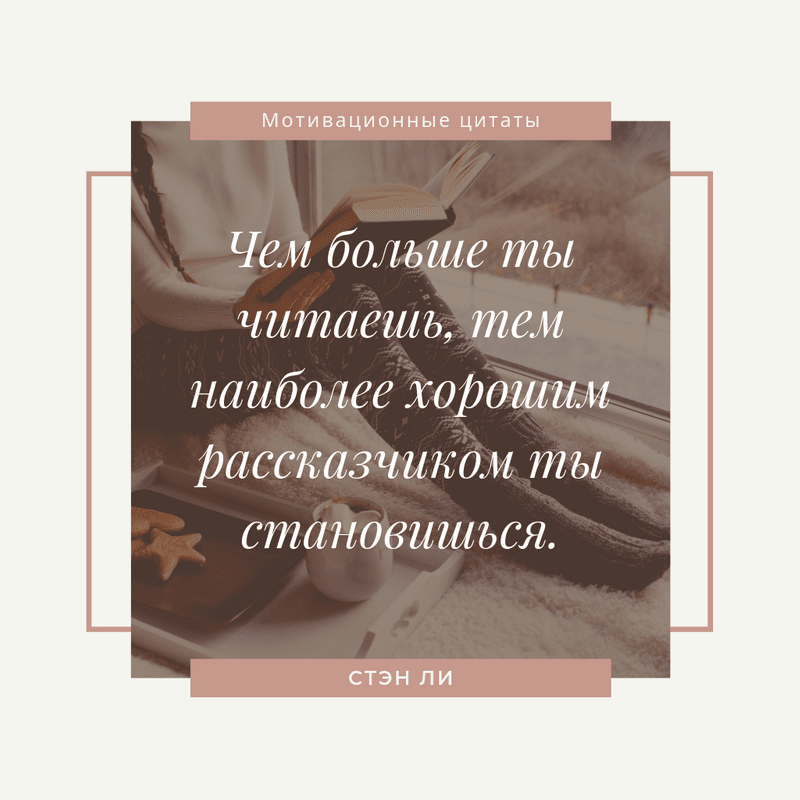 Мотивационные цитаты
Чем больше ты
читаешь, тем
наиболее хорошим
рассказчиком ты
становишься.
СТЭН ЛИ